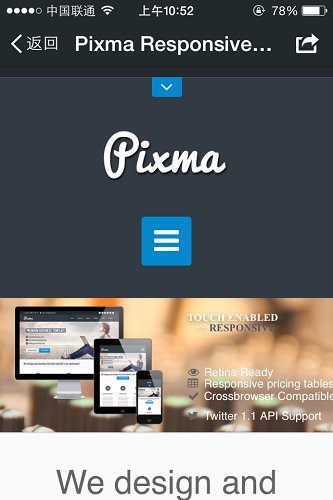 中国联通 上午10:52 78%
返回 Pixma Responsive...
Pixma
TOUCH ENABLED
RESPONSIVE
Retina Ready
Responsive pricing tables
Crossbrowser Compatible
Twitter 1.1 API Support
We design and